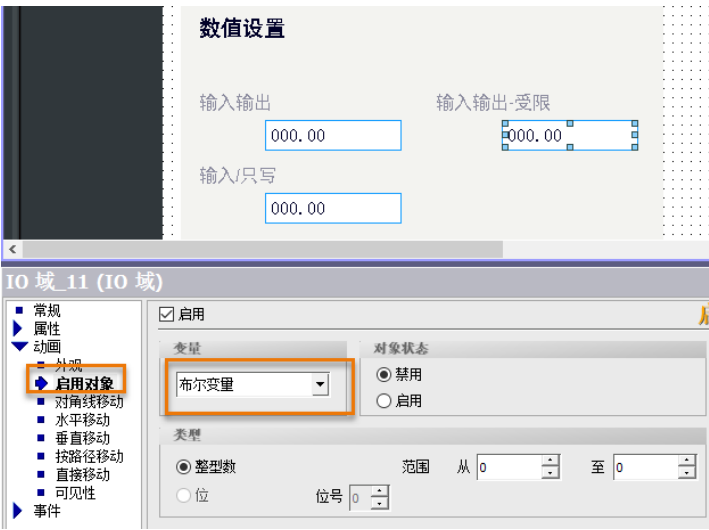 数值设置
输入输出
输入输出-受限
000.00
000.00
输入/只写
000.00
IO 域_11 (IO 域)
常规
属性
动画
外观
启用对象
对角线移动
水平移动
垂直移动
按路径移动
直接移动
可见性
事件
启用
变量
布尔变量
对象状态
禁用
启用
类型
整型数
范围 从 0 至 0
位
位号 0